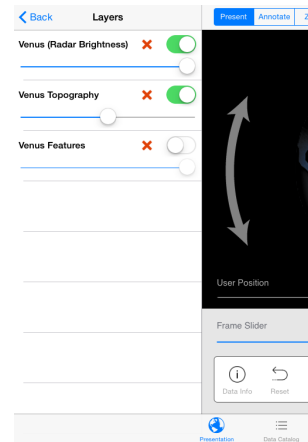 Back
Layers
Present
Annotate
Venus (Radar Brightness)
Venus Topography
Venus Features
User Position
Frame Slider
Data Info
Reset
Presentation
Data Catalog